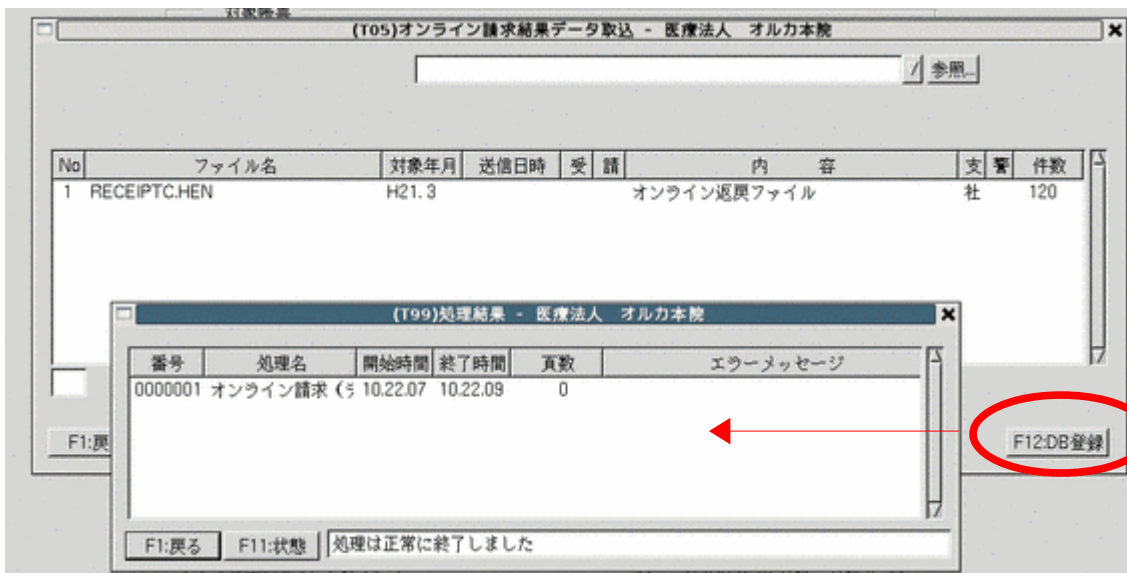 対象帳票
(T05)オンライン請求結果データ取込 - 医療法人 オルカ本院
/ 参照...
No ファイル名 対象年月 送信日時 受 請 内 容 支 警 件数
1 RECEIPTC.HEN H21. 3 オンライン返戻ファイル 社 120
(T99)処理結果 - 医療法人 オルカ本院
番号 処理名 開始時間 終了時間 頁数 エラーメッセージ
0000001 オンライン請求 ( 10.22.07 10.22.09 0
F1:戻 F12:DB登録
F1:戻る F11:状態 処理は正常に終了しました